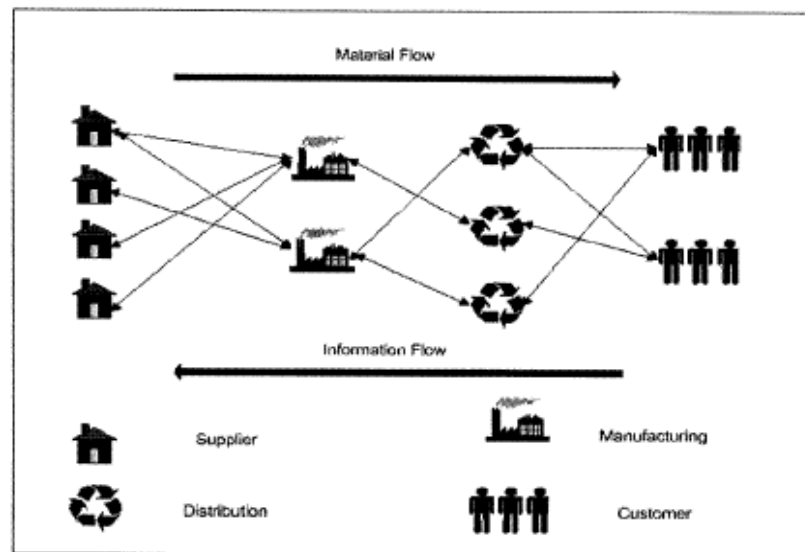 Material Flow
Information Flow
Supplier
Manufacturing
Distribution
Customer